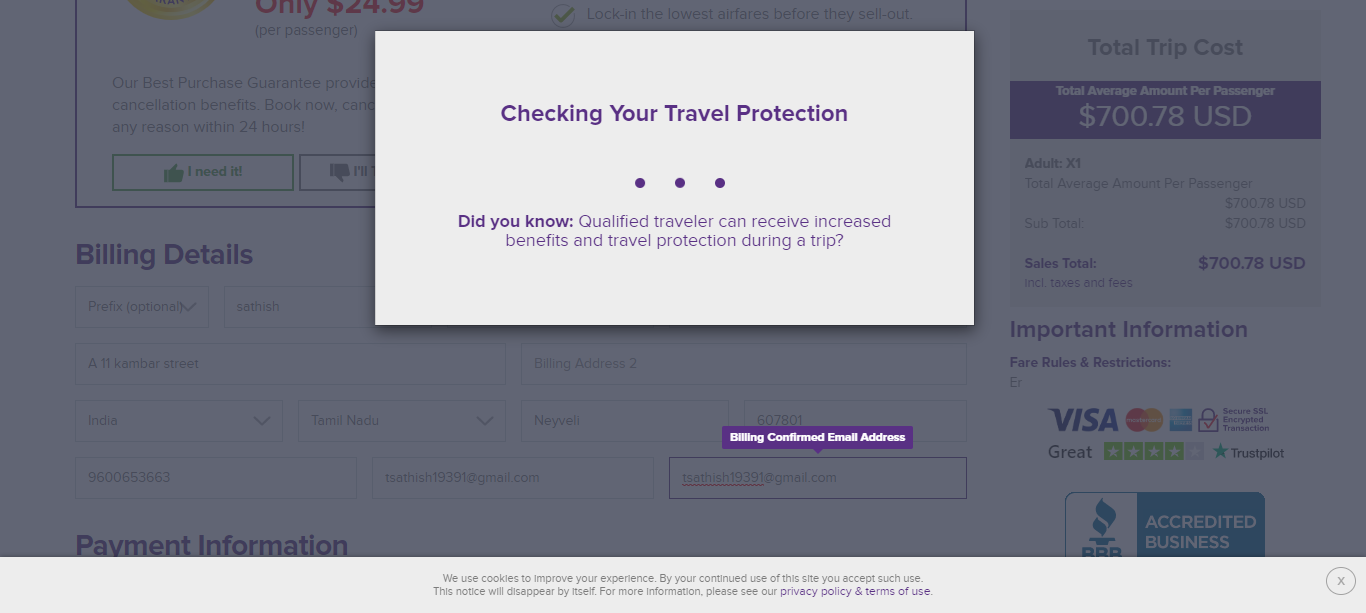 Only $24.99
(per passenger)
Lock-in the lowest airfares before they sell-out.
Our Best Purchase Guarantee provide
cancellation benefits. Book now, canc
any reason within 24 hours!
I need it!
I'll T
Checking Your Travel Protection
Did you know: Qualified traveler can receive increased
benefits and travel protection during a trip?
Total Trip Cost
Total Average Amount Per Passenger
$700.78 USD
Adult: X1
Total Average Amount Per Passenger
$700.78 USD
Sub Total: $700.78 USD
Sales Total: $700.78 USD
incl. taxes and fees
Important Information
Fare Rules & Restrictions:
Er
VISA
Secure SSL
Encrypted
Transaction
Great
Trustpilot
BBB
ACCREDITED
BUSINESS
Billing Details
Prefix (optional)
sathish
A 11 kambar street
Billing Address 2
India
Tamil Nadu
Neyveli
607801
Billing Confirmed Email Address
9600653663
tsathish19391@gmail.com
tsathish19391@gmail.com
Payment Information
We use cookies to improve your experience. By your continued use of this site you accept such use.
This notice will disappear by itself. For more information, please see our privacy policy & terms of use.
x